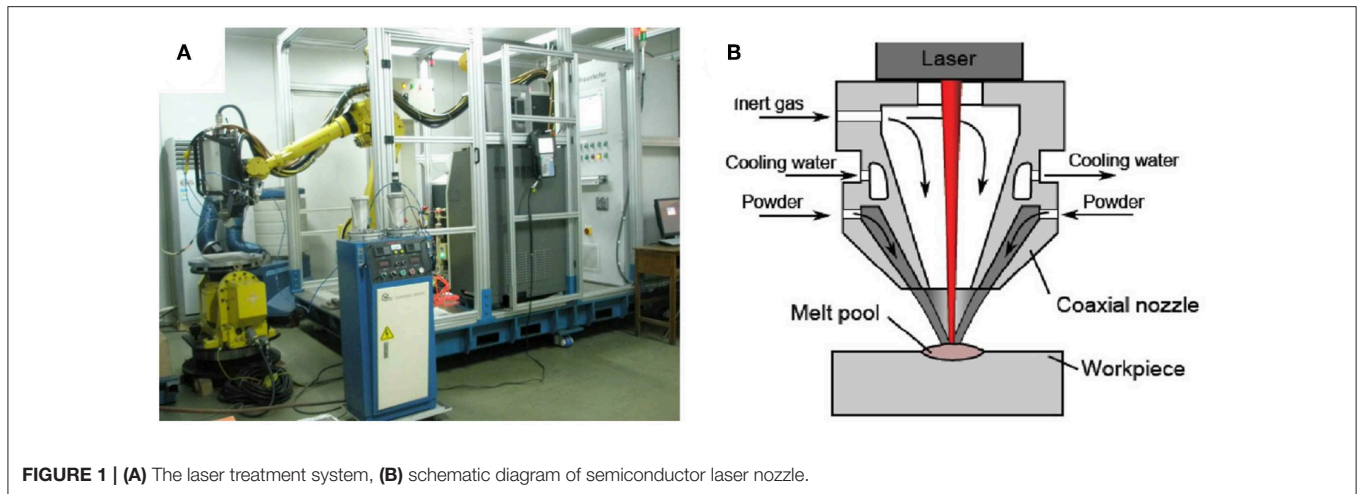 A
B
Laser
Inert gas
Cooling water
Cooling water
Powder
Powder
Coaxial nozzle
Melt pool
Workpiece
FIGURE 1 | (A) The laser treatment system, (B) schematic diagram of semiconductor laser nozzle.